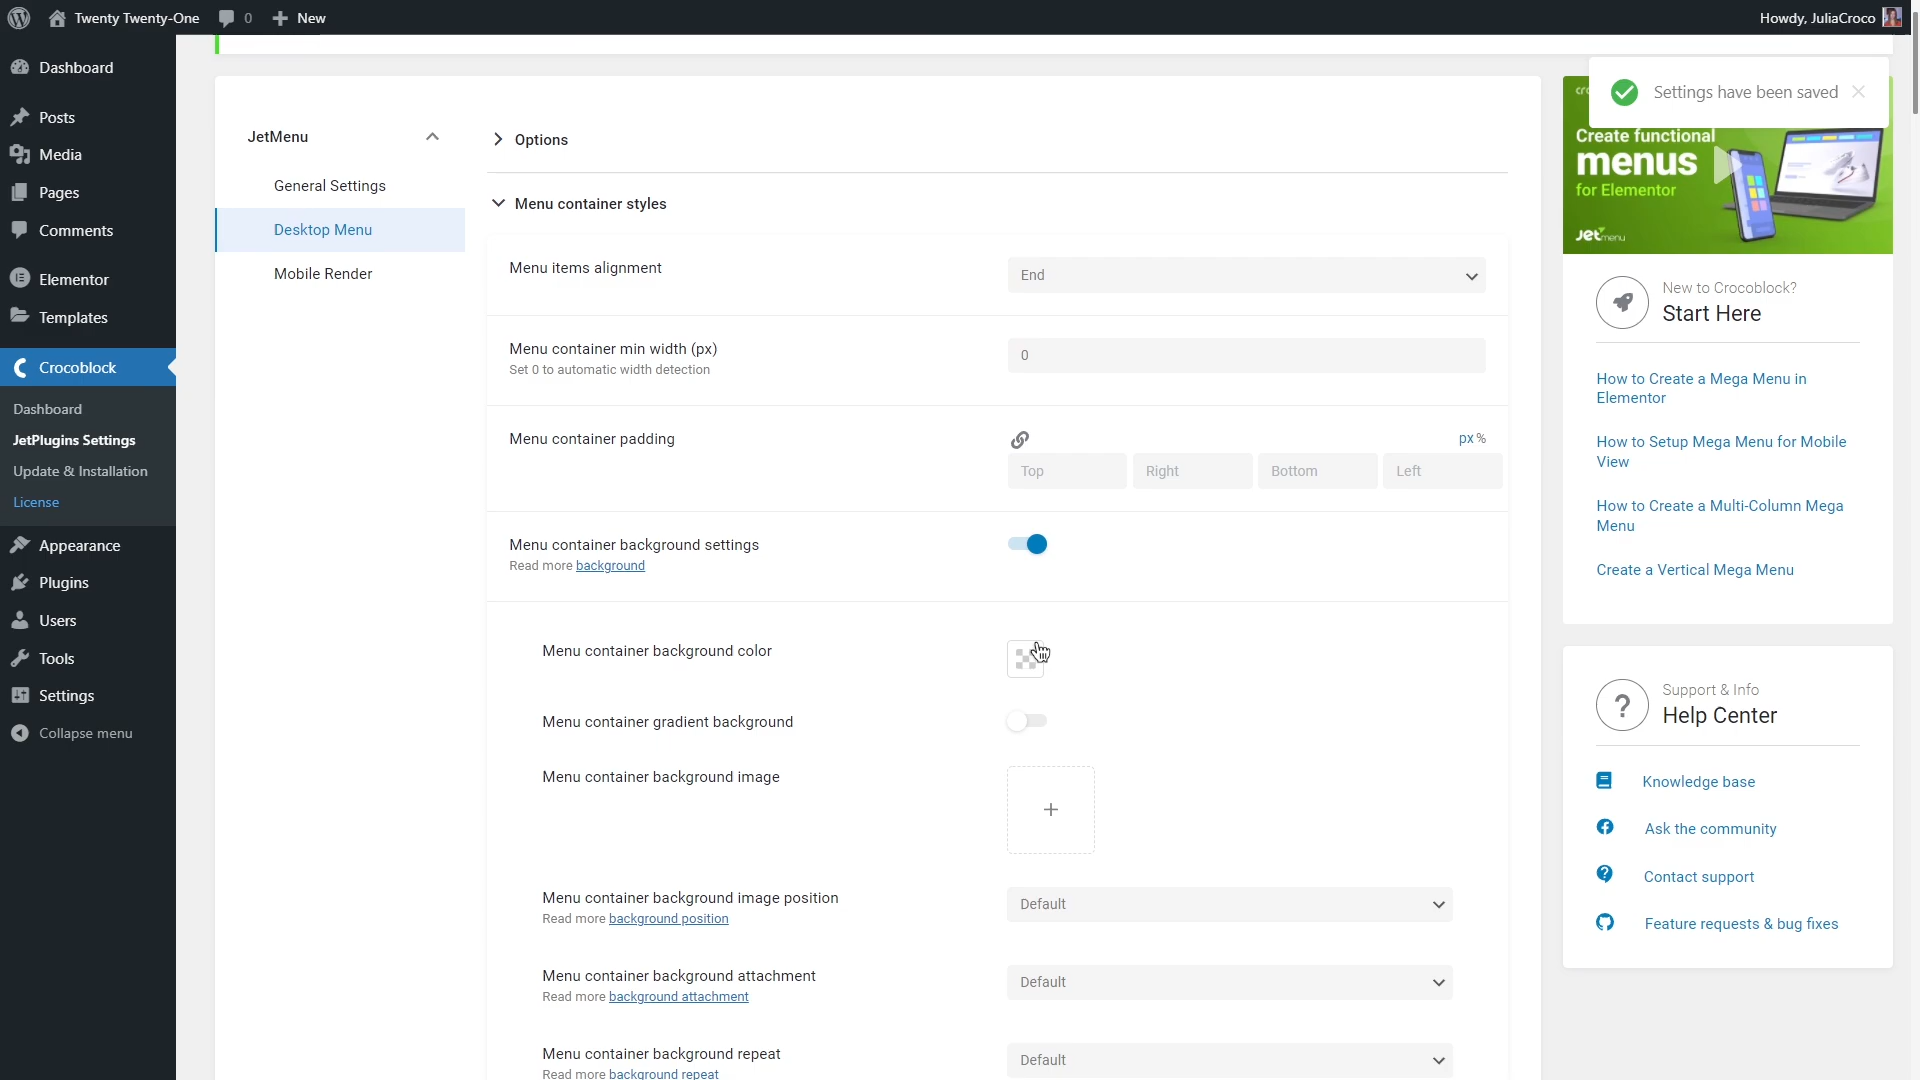 Twenty Twenty-One
0
New
Howdy, JuliaCroco
Dashboard
Posts
Media
Pages
Comments
Elementor
Templates
Crocoblock
Dashboard
JetPlugins Settings
Update & Installation
License
Appearance
Plugins
Users
Tools
Settings
Collapse menu
JetMenu
General Settings
Desktop Menu
Mobile Render
Options
Menu container styles
Menu items alignment
End
Menu container min width (px)
Set 0 to automatic width detection
0
Menu container padding
px %
Top
Right
Bottom
Left
Menu container background settings
Read more background
Menu container background color
Menu container gradient background
Menu container background image
+
Menu container background image position
Read more background position
Default
Menu container background attachment
Read more background attachment
Default
Menu container background repeat
Read more background repeat
Default
Settings have been saved
Create functional
menus
for Elementor
Jetmenu
New to Crocoblock?
Start Here
How to Create a Mega Menu in
Elementor
How to Setup Mega Menu for Mobile
View
How to Create a Multi-Column Mega
Menu
Create a Vertical Mega Menu
?
Support & Info
Help Center
Knowledge base
Ask the community
Contact support
Feature requests & bug fixes